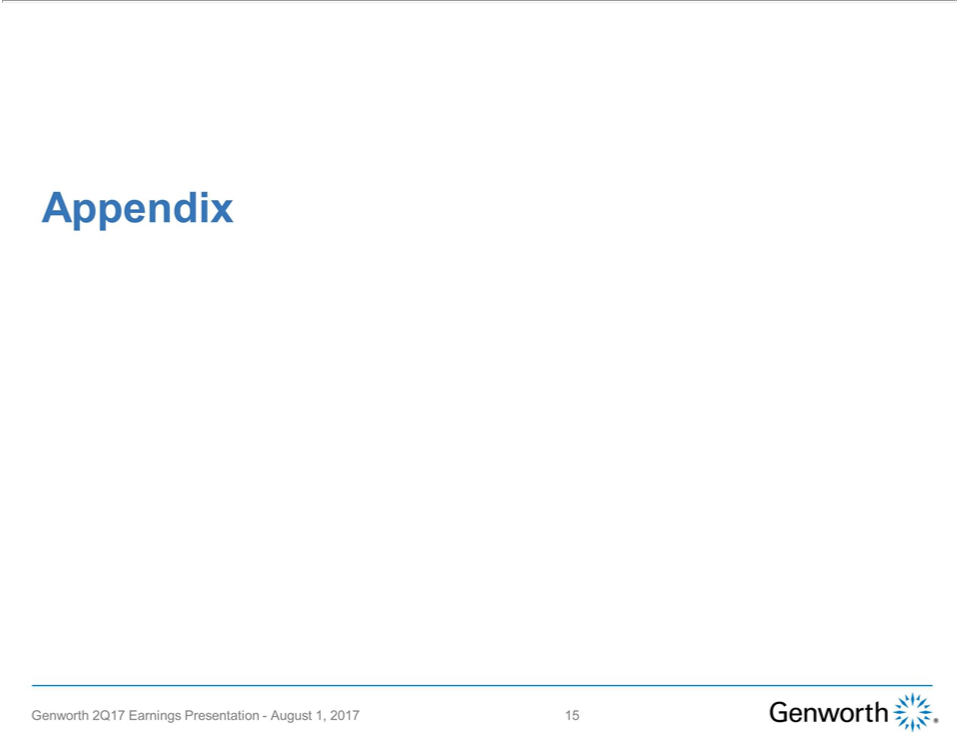 Appendix
Genworth 2Q17 Earnings Presentation - August 1, 2017
15
Genworth®